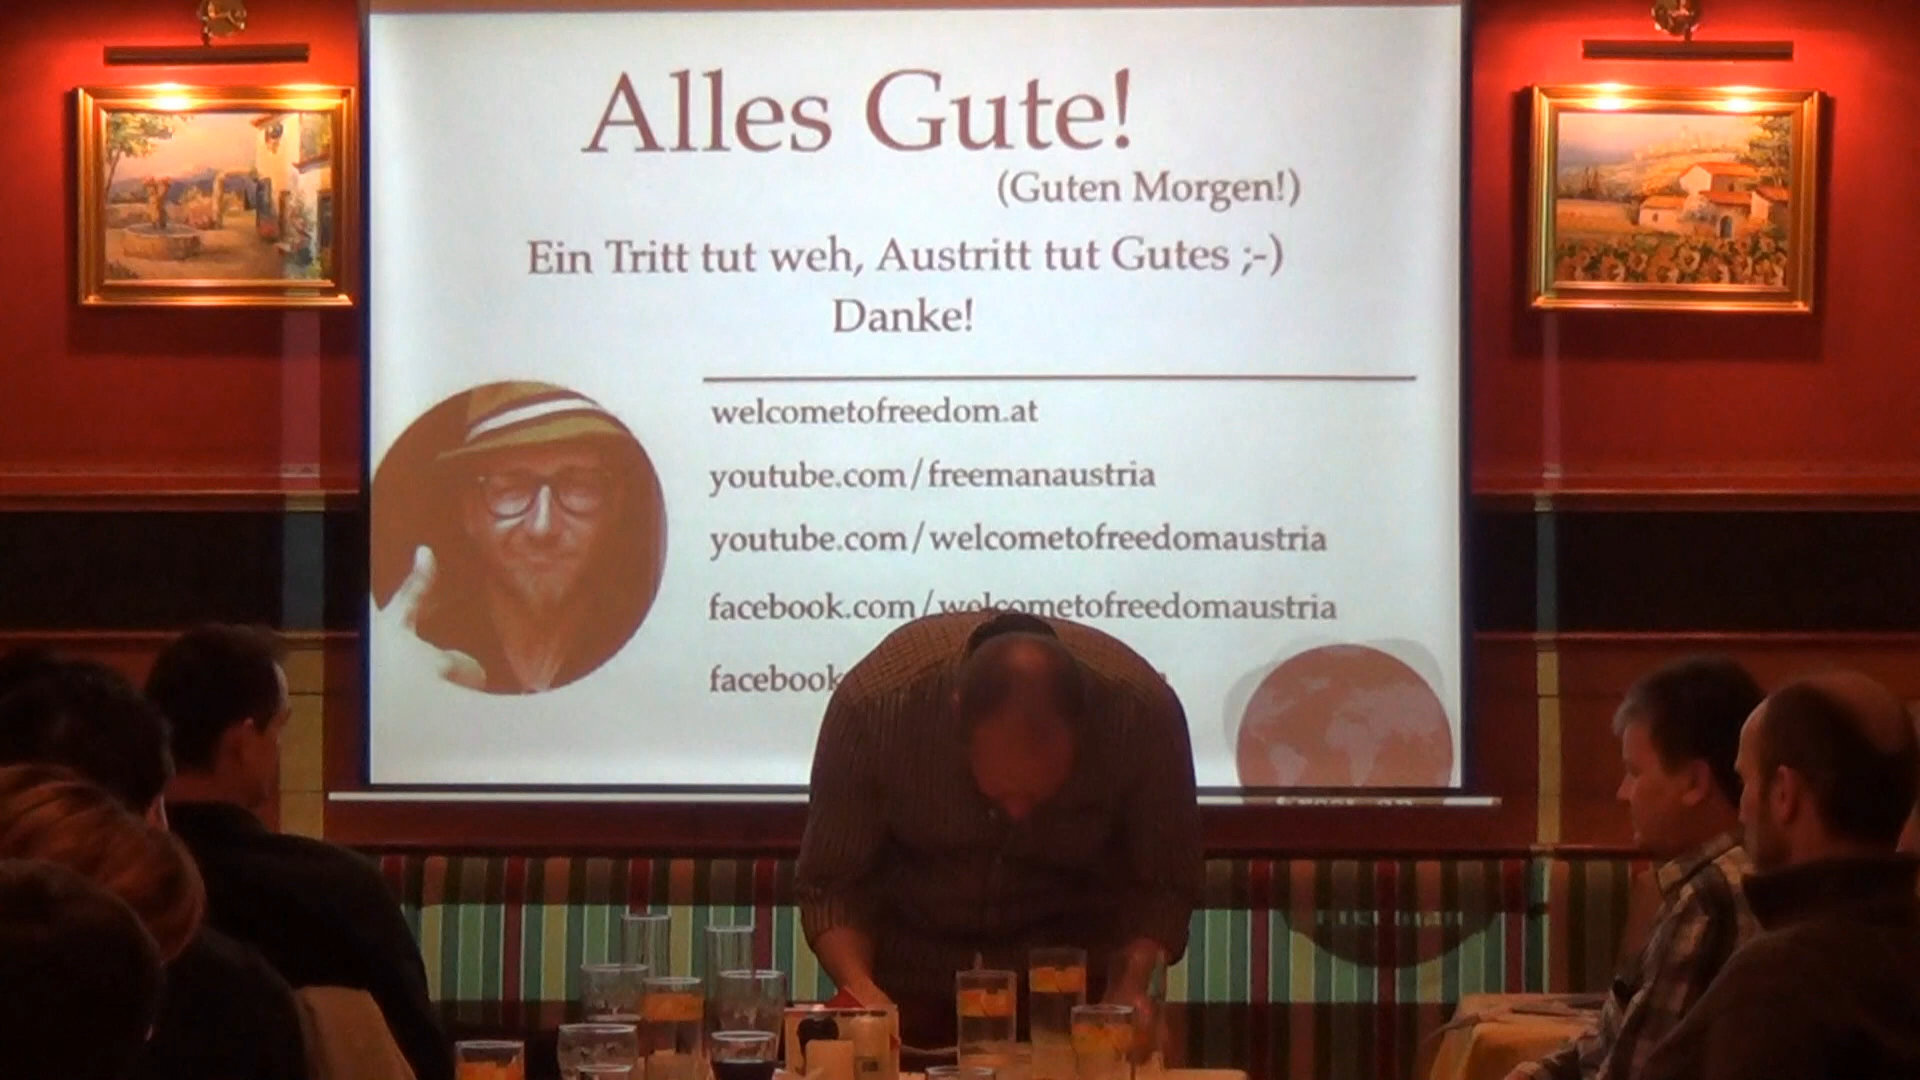 Alles Gute!
(Guten Morgen!)
Ein Tritt tut weh, Austritt tut Gutes ;-)
Danke!
welcometofreedom.at
youtube.com/freemanaustria
youtube.com/welcometofreedomaustria
facebook.com/welcometofreedomaustria
facebook